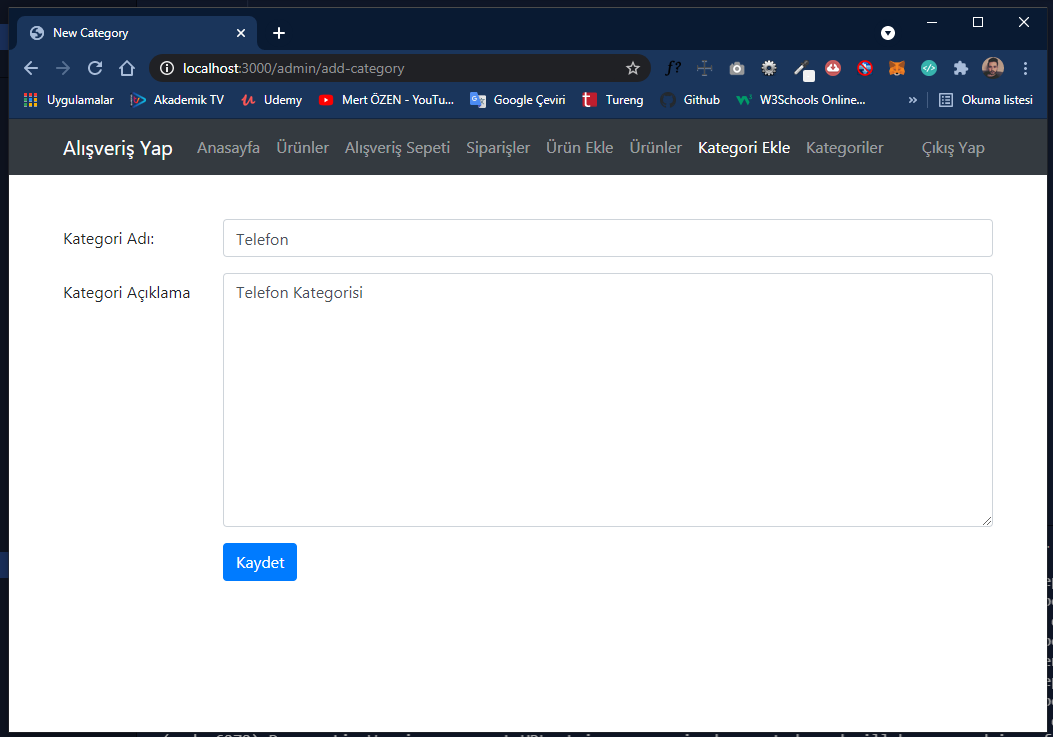 New Category
localhost:3000/admin/add-category
f?
Uygulamalar Akademik TV Udemy Mert ÖZEN - YouTu... Google Çeviri Tureng Github W3Schools Online... » Okuma listesi
Alışveriş Yap Anasayfa Ürünler Alışveriş Sepeti Siparişler Ürün Ekle Ürünler Kategori Ekle Kategoriler Çıkış Yap
Kategori Adı: Telefon
Kategori Açıklama Telefon Kategorisi
Kaydet